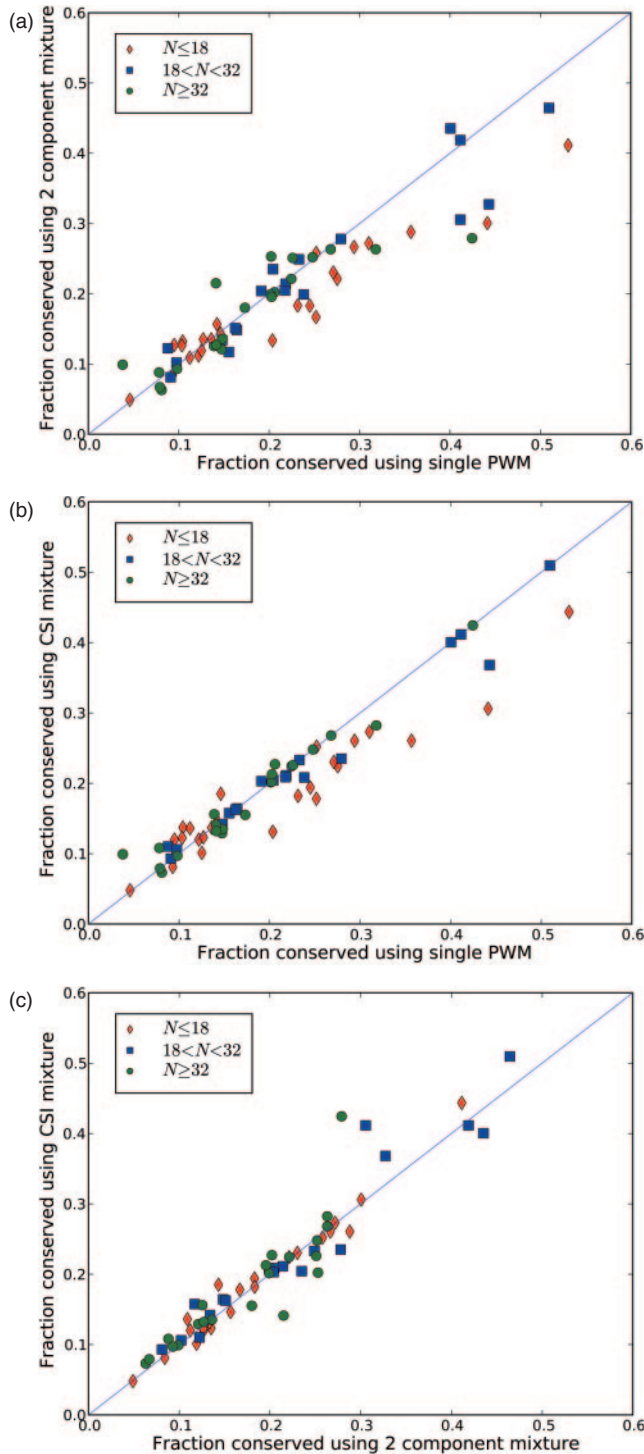 (a)
Fraction conserved using 2 component mixture
0.6
0.5
0.4
0.3
0.2
0.1
0.0
N≤18
18<N<32
N≥32
0.0 0.1 0.2 0.3 0.4 0.5 0.6
Fraction conserved using single PWM
(b)
Fraction conserved using CSI mixture
0.6
0.5
0.4
0.3
0.2
0.1
0.0
N≤18
18<N<32
N≥32
0.0 0.1 0.2 0.3 0.4 0.5 0.6
Fraction conserved using single PWM
(c)
Fraction conserved using CSI mixture
0.6
0.5
0.4
0.3
0.2
0.1
0.0
N≤18
18<N<32
N≥32
0.0 0.1 0.2 0.3 0.4 0.5 0.6
Fraction conserved using 2 component mixture